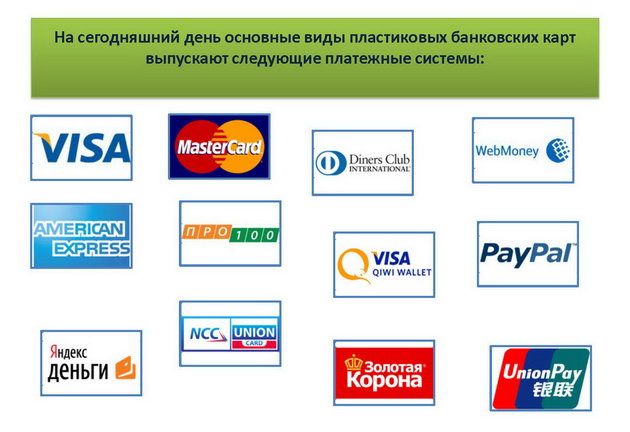 На сегодняшний день основные виды пластиковых банковских карт
выпускают следующие платежные системы:
VISA
MasterCard
Diners Club
INTERNATIONAL
WebMoney
AMERICAN
EXPRESS
ПРО100
VISA
QIWI WALLET
PayPal
Яндекс
деньги
NCC UNION
CARD
Золотая
Корона
UnionPay
银联